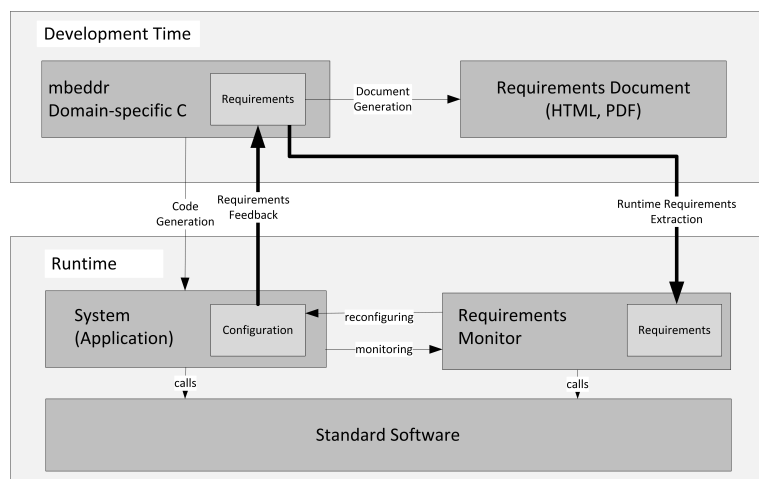 Development Time
mbeddr
Domain-specific C
Requirements
Document
Generation
Requirements Document
(HTML, PDF)
Code
Generation
Requirements
Feedback
Runtime Requirements
Extraction
Runtime
System
(Application)
Configuration
reconfiguring
monitoring
Requirements
Monitor
Requirements
calls
calls
Standard Software